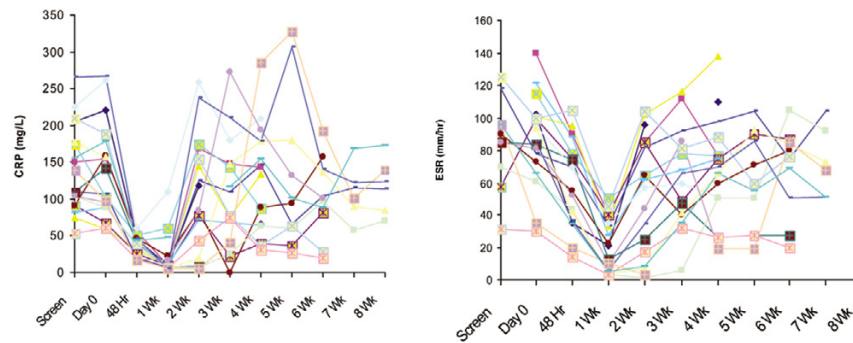 350
300
250
200
150
100
50
0
CRP (mg/L)
Screen
Day 0
48 Hr
1 Wk
2 Wk
3 Wk
4 Wk
5 Wk
6 Wk
7 Wk
8 Wk
160
140
120
100
80
60
40
20
0
ESR (mm/hr)
Screen
Day 0
48 Hr
1 Wk
2 Wk
3 Wk
4 Wk
5 Wk
6 Wk
7 Wk
8 Wk